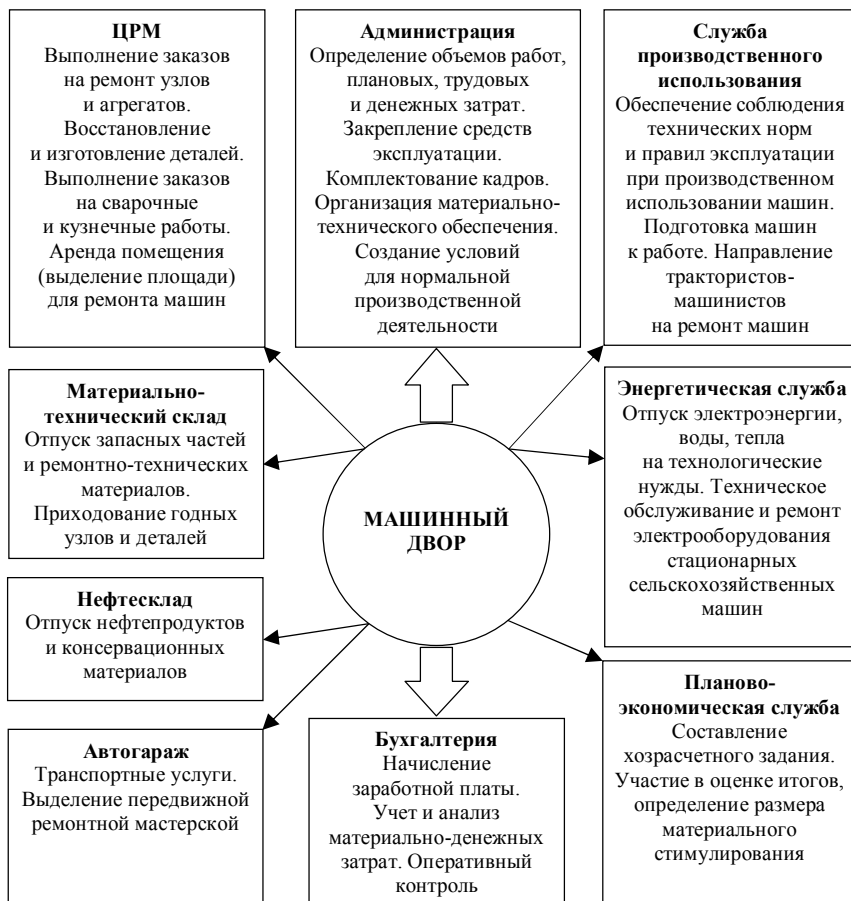 ЦРМ
Выполнение заказов
на ремонт узлов
и агрегатов.
Восстановление
и изготовление деталей.
Выполнение заказов
на сварочные
и кузнечные работы.
Аренда помещения
(выделение площади)
для ремонта машин
Администрация
Определение объемов работ,
плановых, трудовых
и денежных затрат.
Закрепление средств
эксплуатации.
Комплектование кадров.
Организация материально-
технического обеспечения.
Создание условий
для нормальной
производственной
деятельности
Служба
производственного
использования
Обеспечение соблюдения
технических норм
и правил эксплуатации
при производственном
использовании машин.
Подготовка машин
к работе. Направление
трактористов-
машинистов
на ремонт машин
Материально-
технический склад
Отпуск запасных частей
и ремонтно-технических
материалов.
Приходование годных
узлов и деталей
МАШИННЫЙ
ДВОР
Энергетическая служба
Отпуск электроэнергии,
воды, тепла
на технологические
нужды. Техническое
обслуживание и ремонт
электрооборудования
стационарных
сельскохозяйственных
машин
Нефтесклад
Отпуск нефтепродуктов
и консервационных
материалов
Автогараж
Транспортные услуги.
Выделение передвижной
ремонтной мастерской
Бухгалтерия
Начисление
заработной платы.
Учет и анализ
материально-денежных
затрат. Оперативный
контроль
Планово-
экономическая служба
Составление
хозрасчетного задания.
Участие в оценке итогов,
определение размера
материального
стимулирования